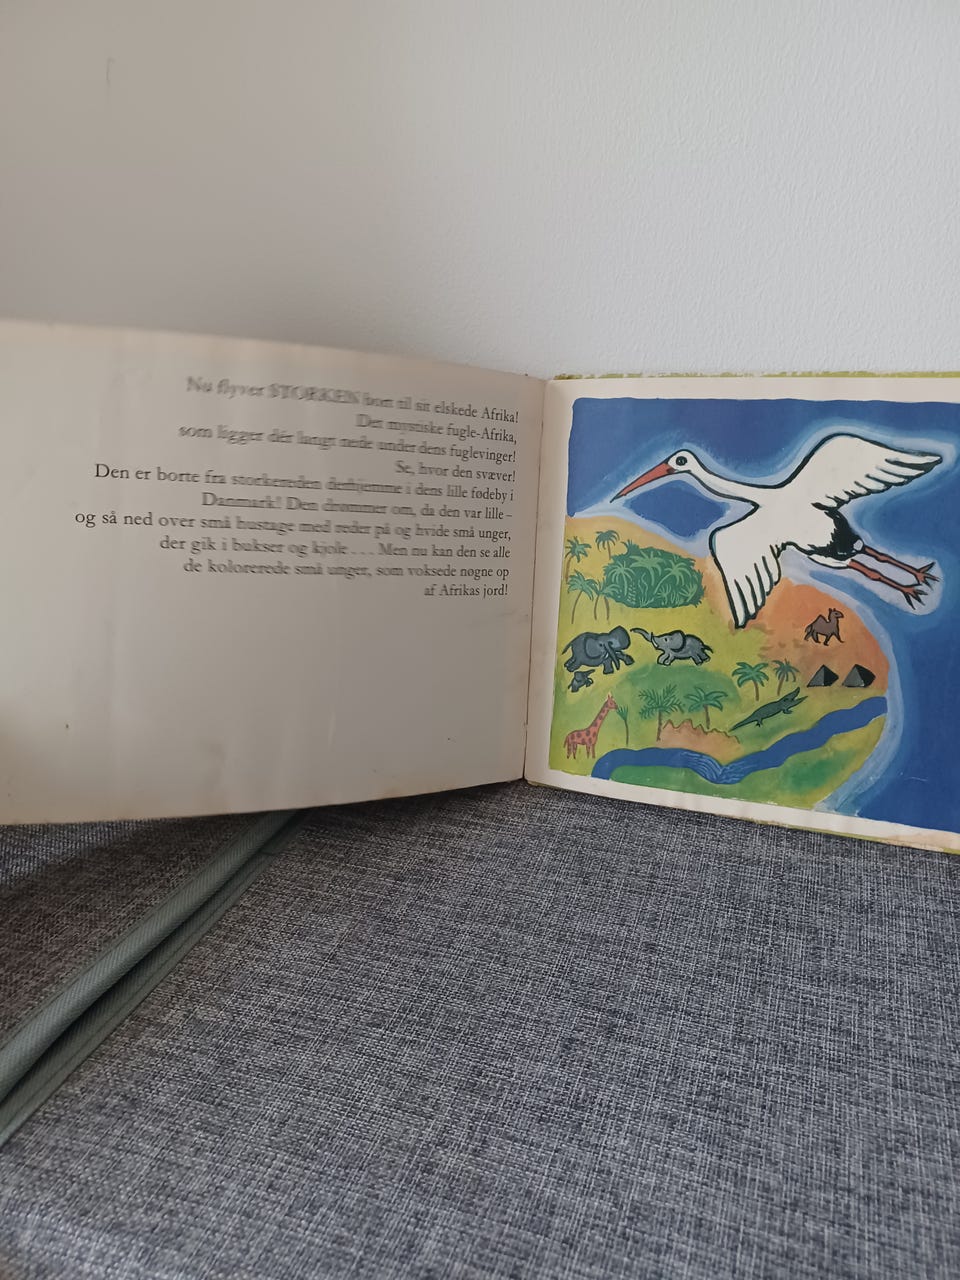 Nu flyver STORKEN bort til sit elskede Afrika!
Det mystiske fugle-Afrika,
som ligger dér langt nede under dens fuglevinger!
Se, hvor den svæver!
Den er borte fra storkereden derhjemme i dens lille fødeby i
Danmark! Den drømmer om, da den var lille –
og så ned over små hustage med reder på og hvide små unger,
der gik i bukser og kjole . . . Men nu kan den se alle
de kolorerede små unger, som voksede nøgne op
af Afrikas jord!